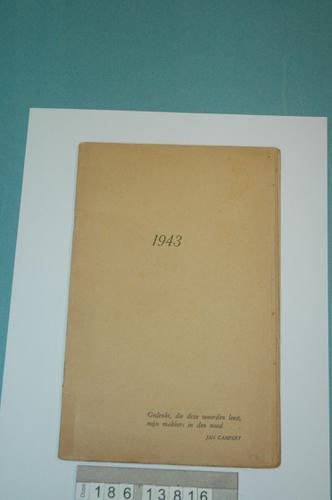 1943
Gedenkt, die deze woorden leest,
mijn makkers in den nood
JAN CAMPERT
186 13816